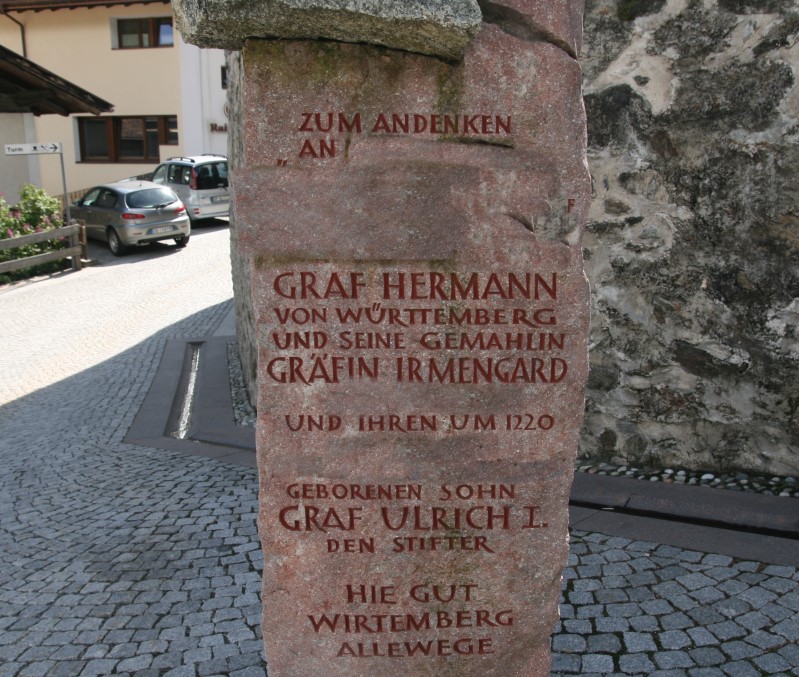 ZUM ANDENKEN
AN
GRAF HERMANN
VON WÜRTTEMBERG
UND SEINE GEMAHLIN
GRÄFIN IRMENGARD
UND IHREN UM 1220
GEBORENEN SOHN
GRAF ULRICH I.
DEN STIFTER
HIE GUT
WIRTEMBERG
ALLEWEGE
Turm